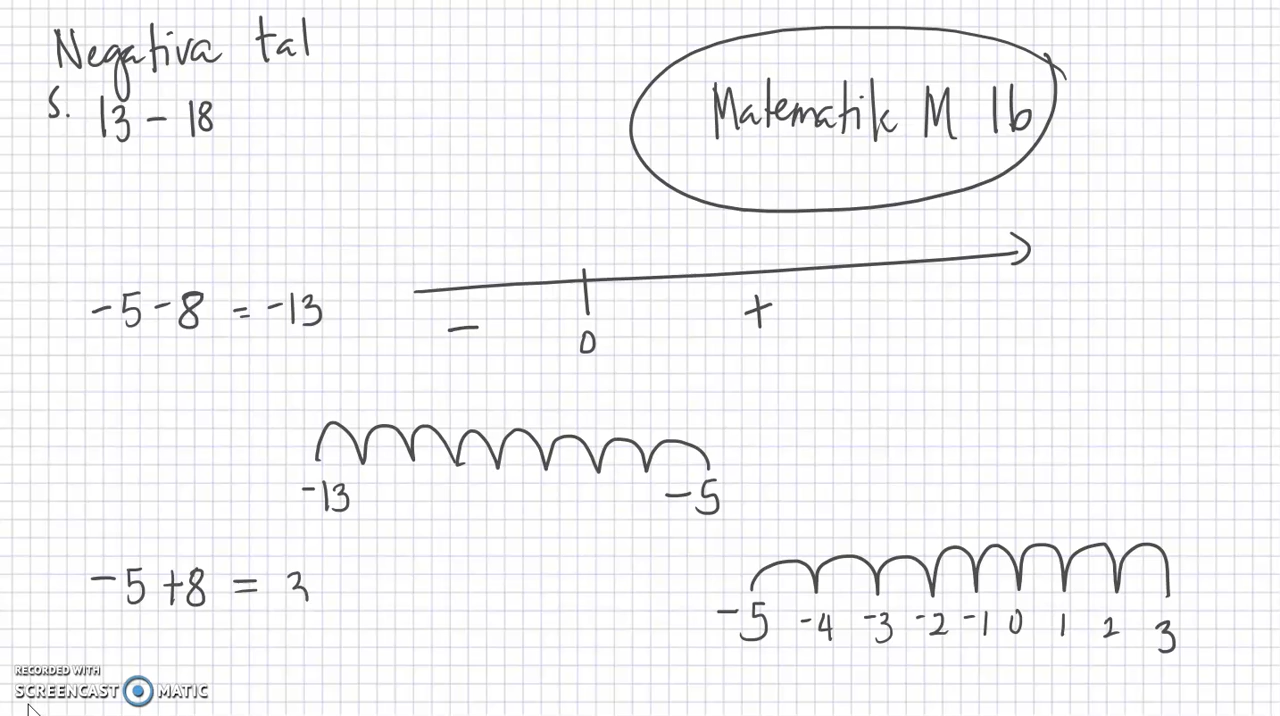 Negativa tal
s. 13 - 18
Matematik M 1b
-5 - 8 = -13
- 0 +
-13 -5
-5 + 8 = 3
-5 -4 -3 -2 -1 0 1 2 3
RECORDED WITH
SCREENCAST MATIC